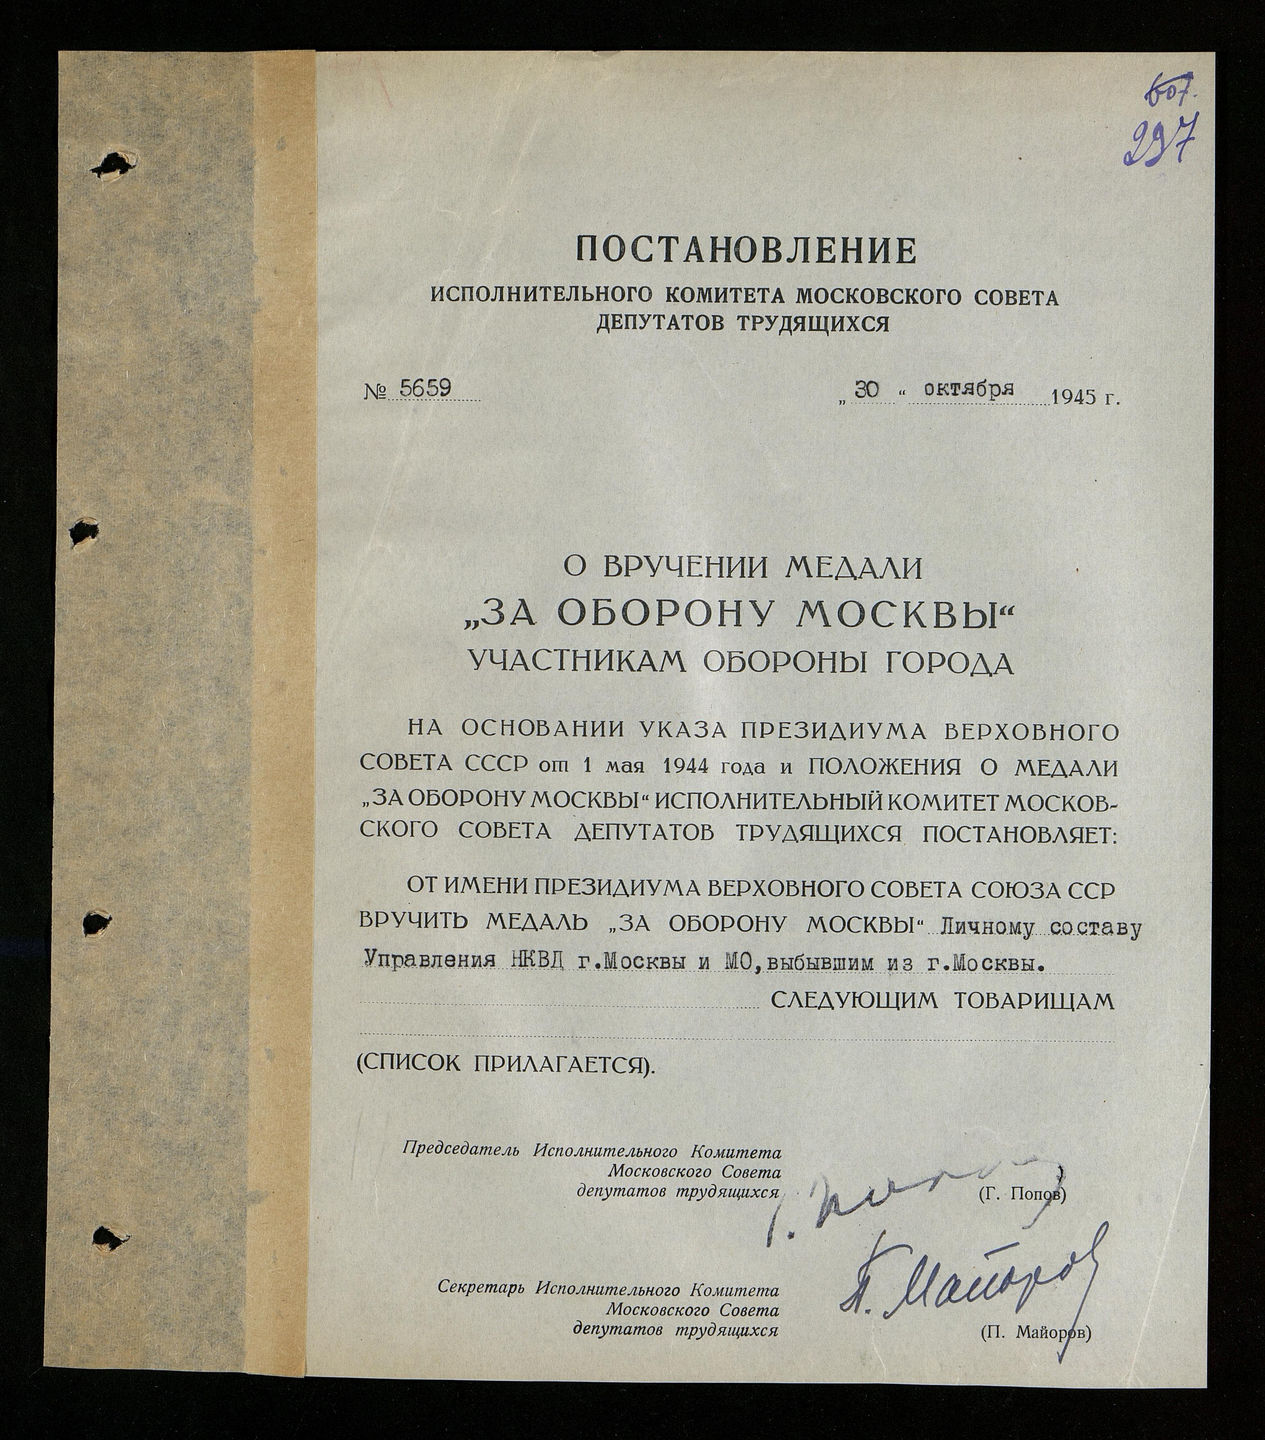 607.
237
ПОСТАНОВЛЕНИЕ
ИСПОЛНИТЕЛЬНОГО КОМИТЕТА МОСКОВСКОГО СОВЕТА
ДЕПУТАТОВ ТРУДЯЩИХСЯ
№ 5659 „ 30 “ октября 1945 г.
О ВРУЧЕНИИ МЕДАЛИ
„ЗА ОБОРОНУ МОСКВЫ“
УЧАСТНИКАМ ОБОРОНЫ ГОРОДА
НА ОСНОВАНИИ УКАЗА ПРЕЗИДИУМА ВЕРХОВНОГО
СОВЕТА СССР от 1 мая 1944 года и ПОЛОЖЕНИЯ О МЕДАЛИ
„ЗА ОБОРОНУ МОСКВЫ“ ИСПОЛНИТЕЛЬНЫЙ КОМИТЕТ МОСКОВ-
СКОГО СОВЕТА ДЕПУТАТОВ ТРУДЯЩИХСЯ ПОСТАНОВЛЯЕТ:
ОТ ИМЕНИ ПРЕЗИДИУМА ВЕРХОВНОГО СОВЕТА СОЮЗА ССР
ВРУЧИТЬ МЕДАЛЬ „ЗА ОБОРОНУ МОСКВЫ“ Личному составу
Управления НКВД г.Москвы и МО,выбывшим из г.Москвы.
СЛЕДУЮЩИМ ТОВАРИЩАМ
(СПИСОК ПРИЛАГАЕТСЯ).
Председатель Исполнительного Комитета
Московского Совета
депутатов трудящихся
Г. Попов
(Г. Попов)
Секретарь Исполнительного Комитета
Московского Совета
депутатов трудящихся
П. Майоров
(П. Майоров)